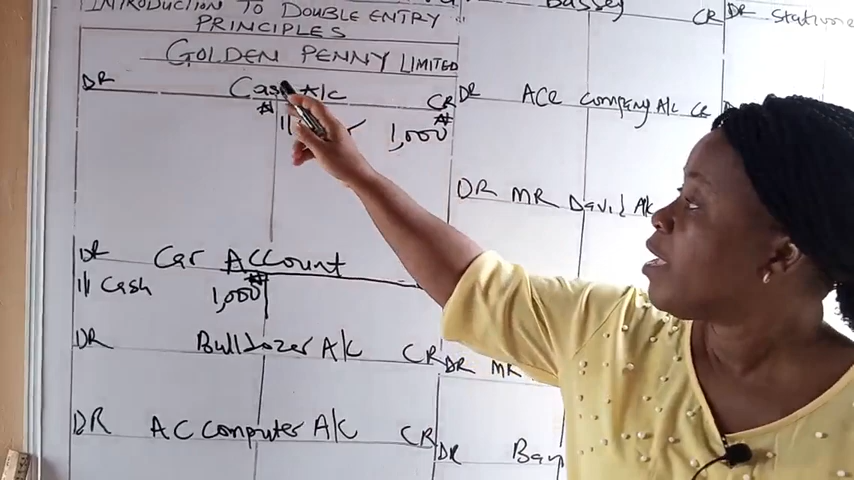 INTRODUCTION TO DOUBLE ENTRY
PRINCIPLES
GOLDEN PENNY LIMITED
DR Cash A/c CR
₦ ₦
1/1 1,000
DR Car Account
₦
1/1 Cash 1,000
DR Bulldozer A/c CR
DR AC Computer A/c CR
Bassey CR
DR ACE Company A/c CR
DR MR David A/c
DR MR
DR Ban
DR Statione